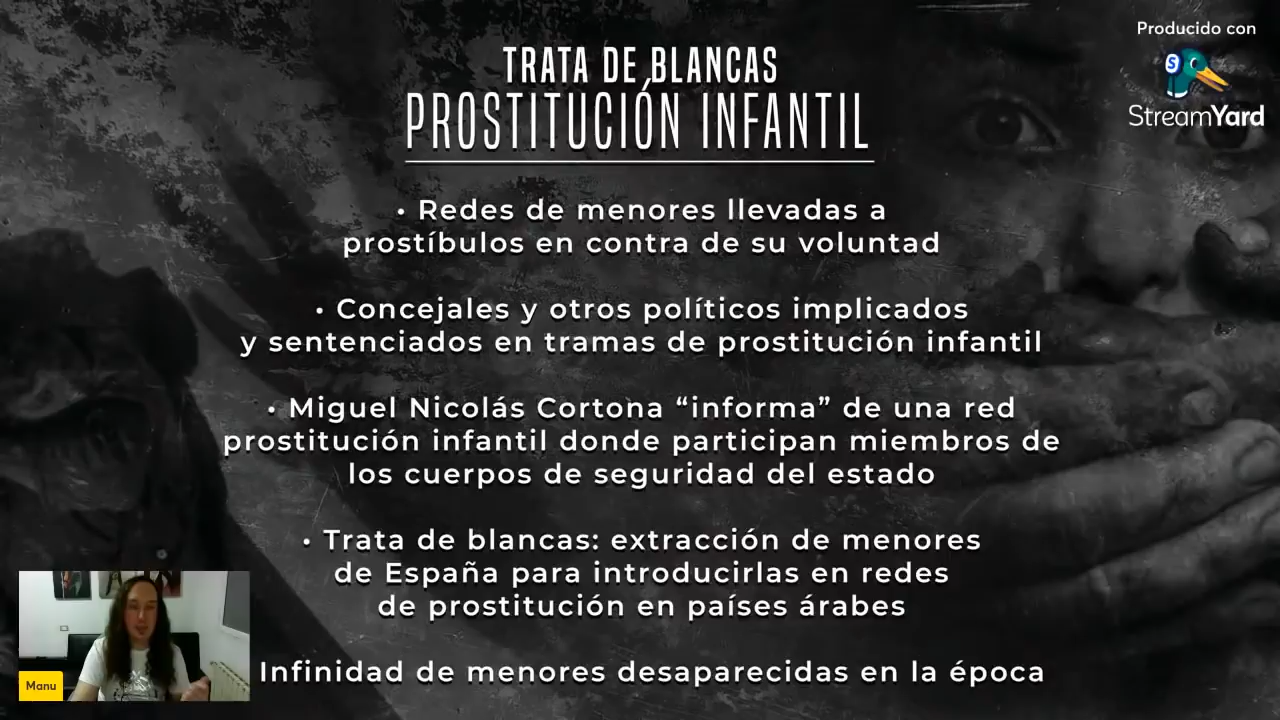 Producido con
StreamYard
TRATA DE BLANCAS
PROSTITUCIÓN INFANTIL
• Redes de menores llevadas a
prostíbulos en contra de su voluntad
• Concejales y otros políticos implicados
y sentenciados en tramas de prostitución infantil
• Miguel Nicolás Cortona “informa” de una red
prostitución infantil donde participan miembros de
los cuerpos de seguridad del estado
• Trata de blancas: extracción de menores
de España para introducirlas en redes
de prostitución en países árabes
Infinidad de menores desaparecidas en la época
Manu